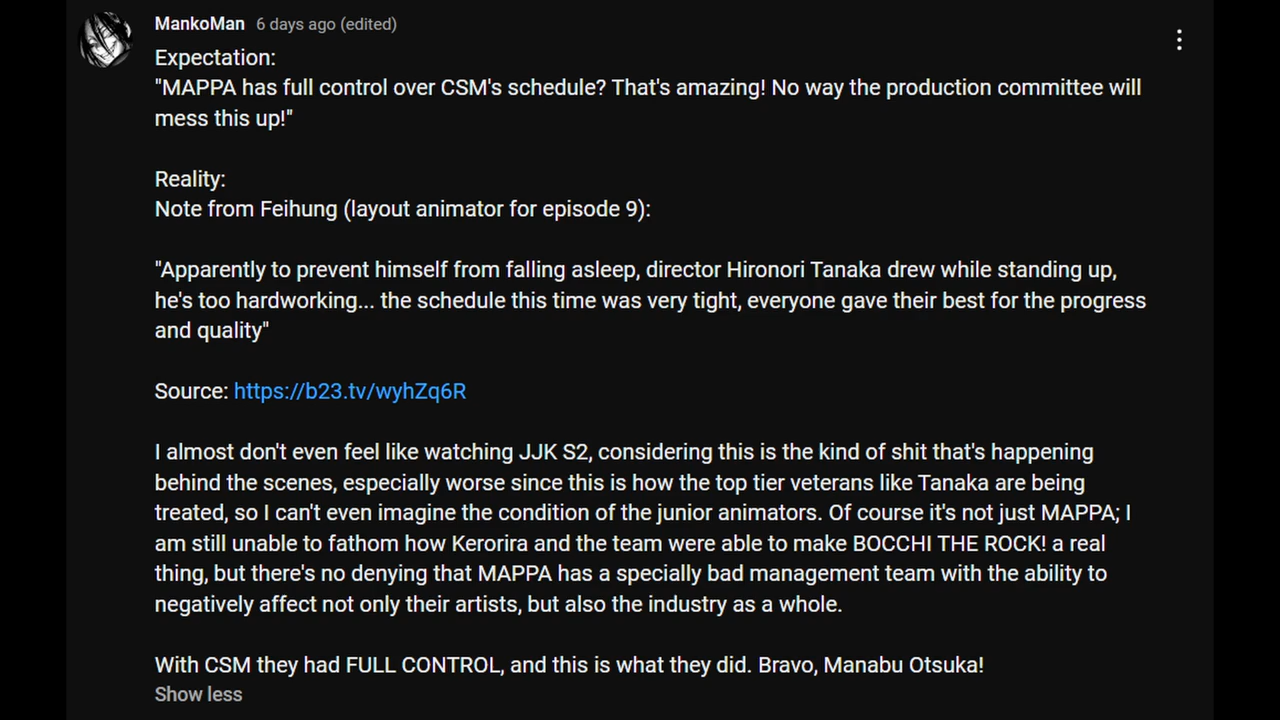 MankoMan 6 days ago (edited)
Expectation:
"MAPPA has full control over CSM's schedule? That's amazing! No way the production committee will
mess this up!"
Reality:
Note from Feihung (layout animator for episode 9):
"Apparently to prevent himself from falling asleep, director Hironori Tanaka drew while standing up,
he's too hardworking... the schedule this time was very tight, everyone gave their best for the progress
and quality"
Source: https://b23.tv/wyhZq6R
I almost don't even feel like watching JJK S2, considering this is the kind of shit that's happening
behind the scenes, especially worse since this is how the top tier veterans like Tanaka are being
treated, so I can't even imagine the condition of the junior animators. Of course it's not just MAPPA; I
am still unable to fathom how Kerorira and the team were able to make BOCCHI THE ROCK! a real
thing, but there's no denying that MAPPA has a specially bad management team with the ability to
negatively affect not only their artists, but also the industry as a whole.
With CSM they had FULL CONTROL, and this is what they did. Bravo, Manabu Otsuka!
Show less